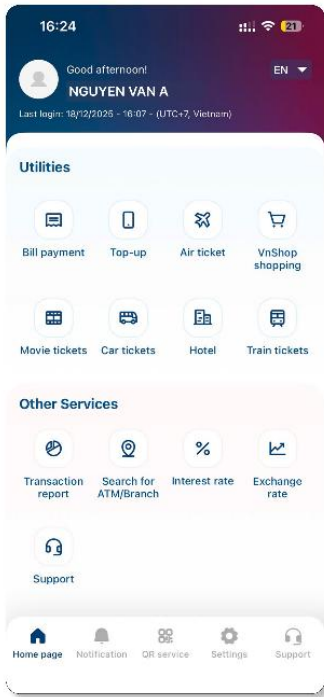 16:24
21
Good afternoon!
EN
NGUYEN VAN A
Last login: 18/12/2025 - 16:07 - (UTC+7, Vietnam)
Utilities
Bill payment Top-up Air ticket VnShop shopping
Movie tickets Car tickets Hotel Train tickets
Other Services
Transaction report Search for ATM/Branch Interest rate Exchange rate
Support
Home page Notification QR service Settings Support